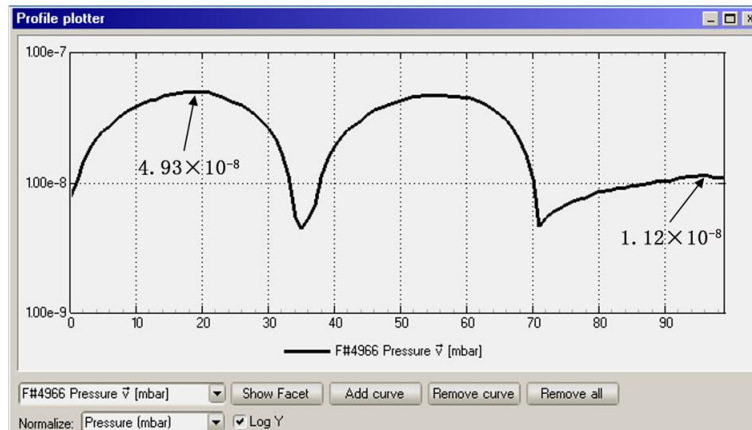 Profile plotter
1.00e-7
4.93×10⁻⁸
1.00e-8
1.12×10⁻⁸
1.00e-9
0 10 20 30 40 50 60 70 80 90
F#4966 Pressure v⃗ [mbar]
F#4966 Pressure v⃗ [mbar] Show Facet Add curve Remove curve Remove all
Normalize: Pressure (mbar) Log Y